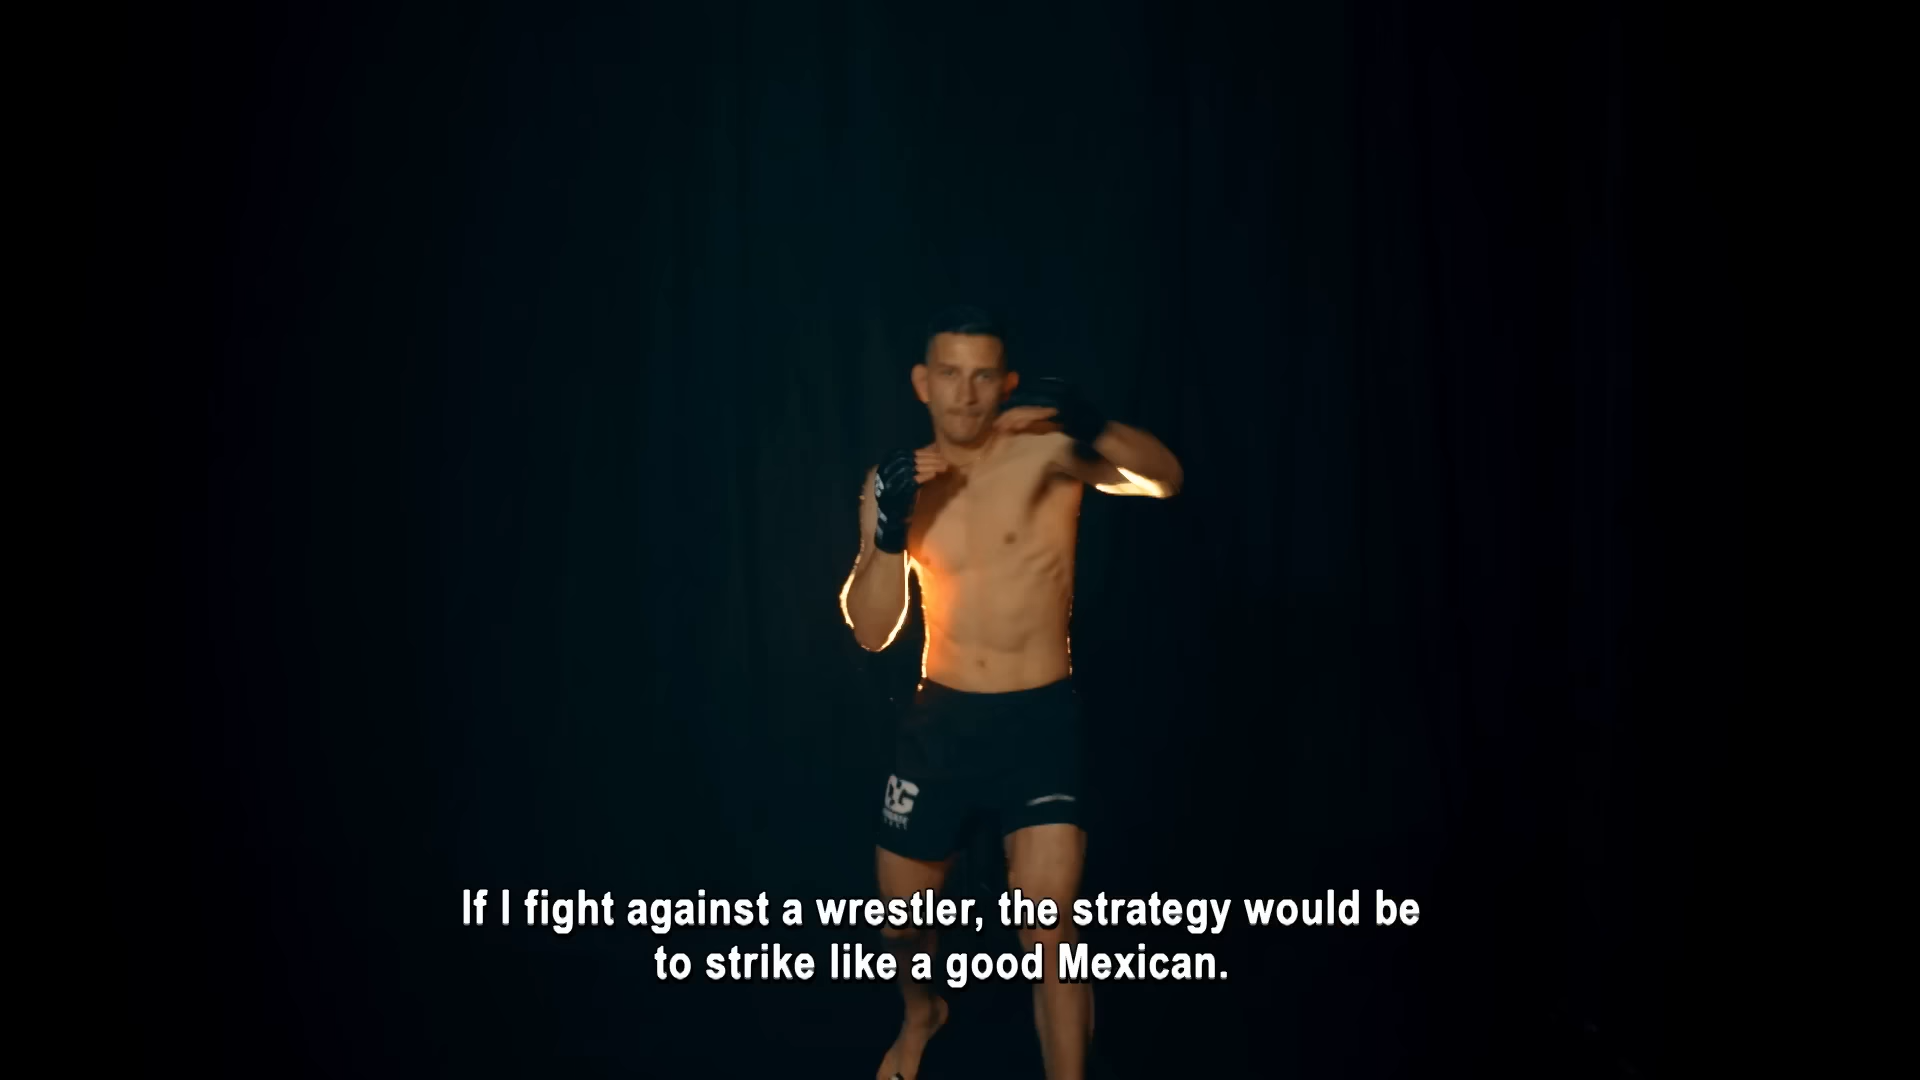 If I fight against a wrestler, the strategy would be
to strike like a good Mexican.